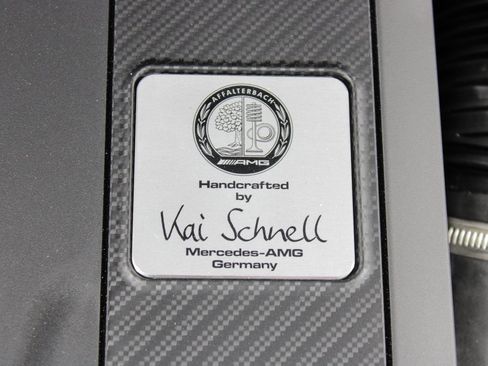 AFFALTERBACH
AMG
Handcrafted
by
Kai Schnell
Mercedes-AMG
Germany